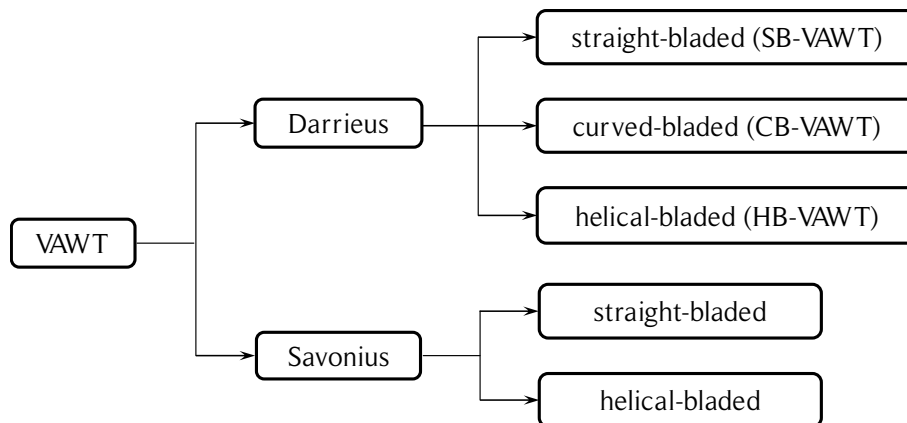 straight-bladed (SB-VAWT)
Darrieus
curved-bladed (CB-VAWT)
helical-bladed (HB-VAWT)
VAWT
straight-bladed
Savonius
helical-bladed